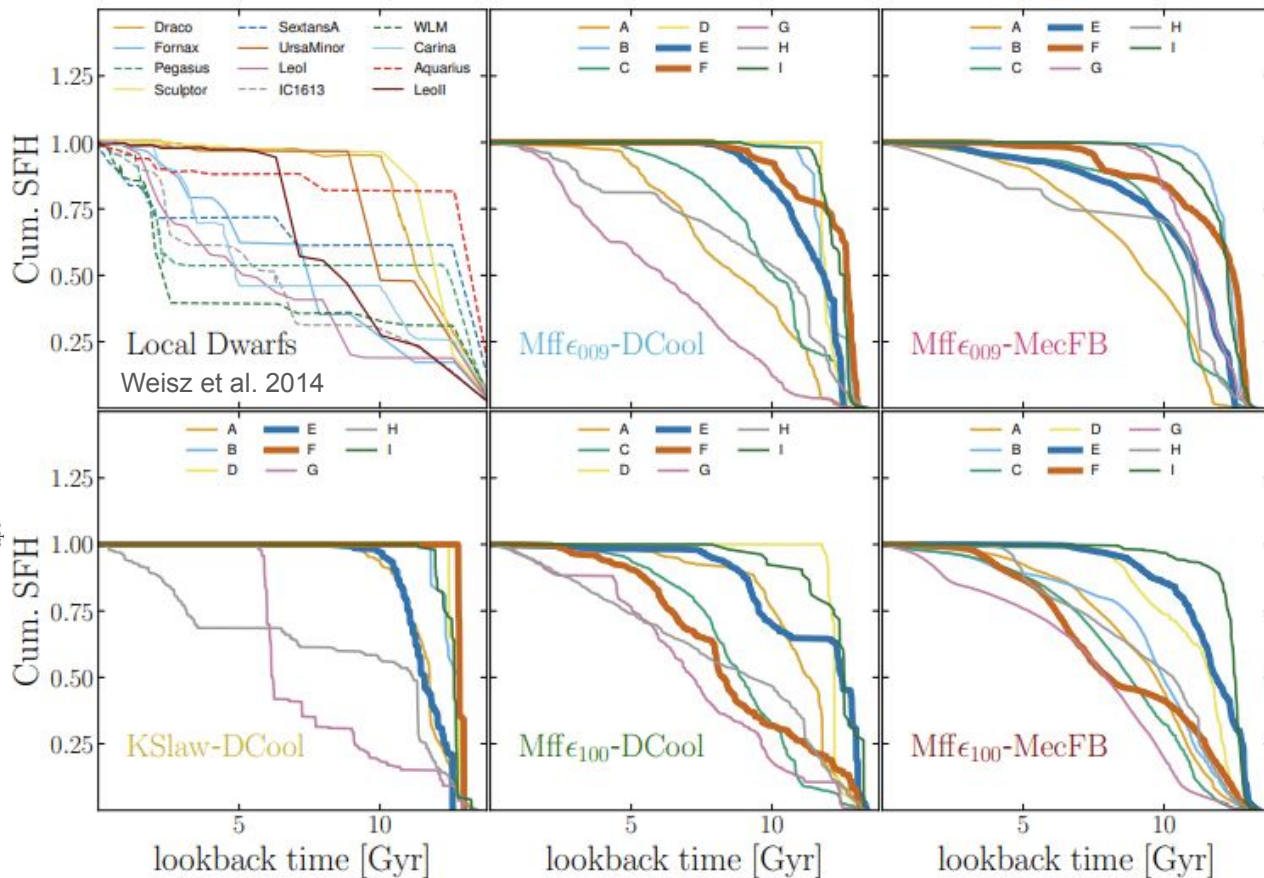 Draco SextansA WLM
Fornax UrsaMinor Carina
Pegasus LeoI Aquarius
Sculptor IC1613 LeoII
1.25
1.00
0.75
0.50
0.25
Cum. SFH
Local Dwarfs
Weisz et al. 2014
A D G
B E H
C F I
Mffϵ009-DCool
A E H
B F I
C G
Mffϵ009-MecFB
A E H
B F I
D G
1.25
1.00
0.75
0.50
0.25
Cum. SFH
KSlaw-DCool
5 10
lookback time [Gyr]
A E H
C F I
D G
Mffϵ100-DCool
5 10
lookback time [Gyr]
A D G
B E H
C F I
Mffϵ100-MecFB
5 10
lookback time [Gyr]